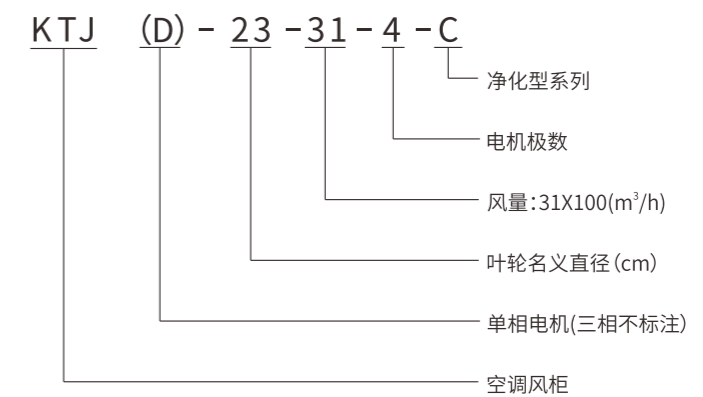 KTJ (D) - 23 - 31 - 4 - C
净化型系列
电机极数
风量:31X100(m³/h)
叶轮名义直径(cm)
单相电机(三相不标注)
空调风柜